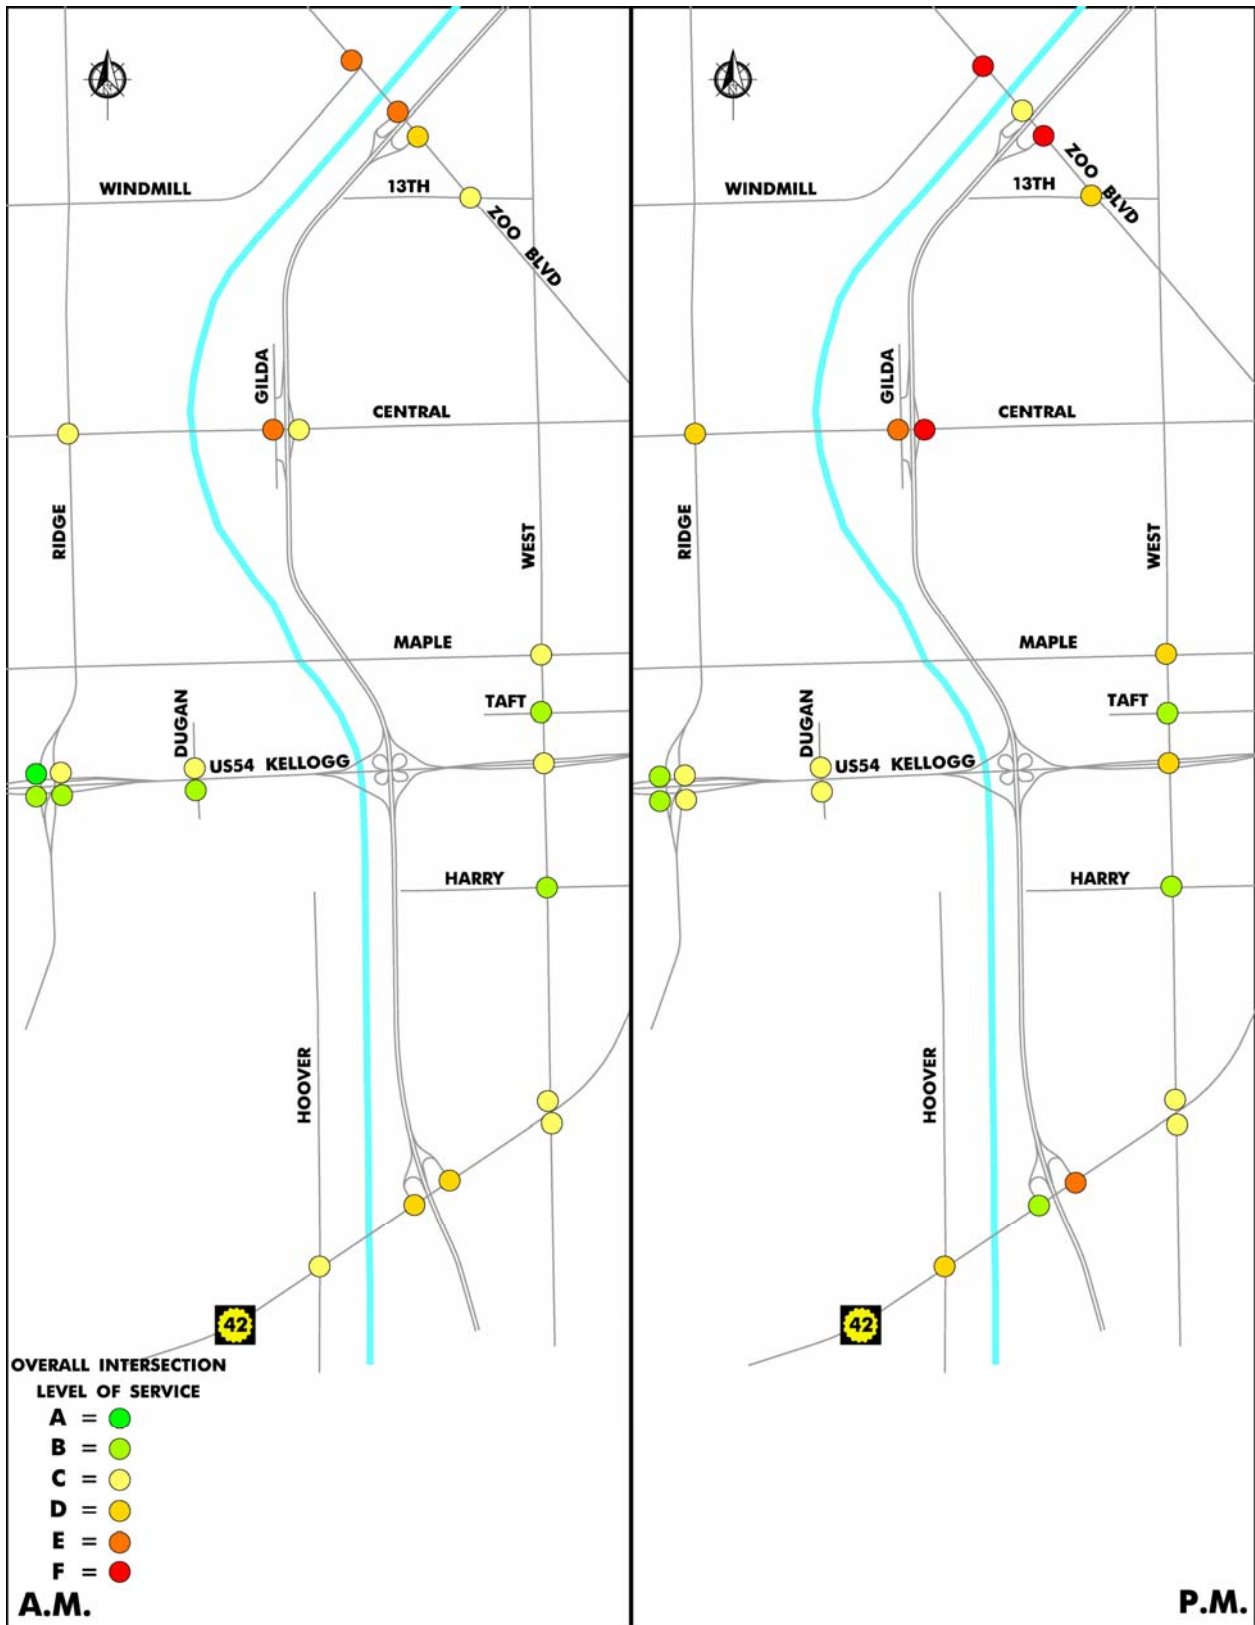 WINDMILL
13TH
ZOO BLVD
GILDA
CENTRAL
RIDGE
WEST
MAPLE
TAFT
DUGAN
US54 KELLOGG
HARRY
HOOVER
42
OVERALL INTERSECTION
LEVEL OF SERVICE
A =
B =
C =
D =
E =
F =
A.M.
WINDMILL
13TH
ZOO BLVD
GILDA
CENTRAL
RIDGE
WEST
MAPLE
TAFT
DUGAN
US54 KELLOGG
HARRY
HOOVER
42
P.M.